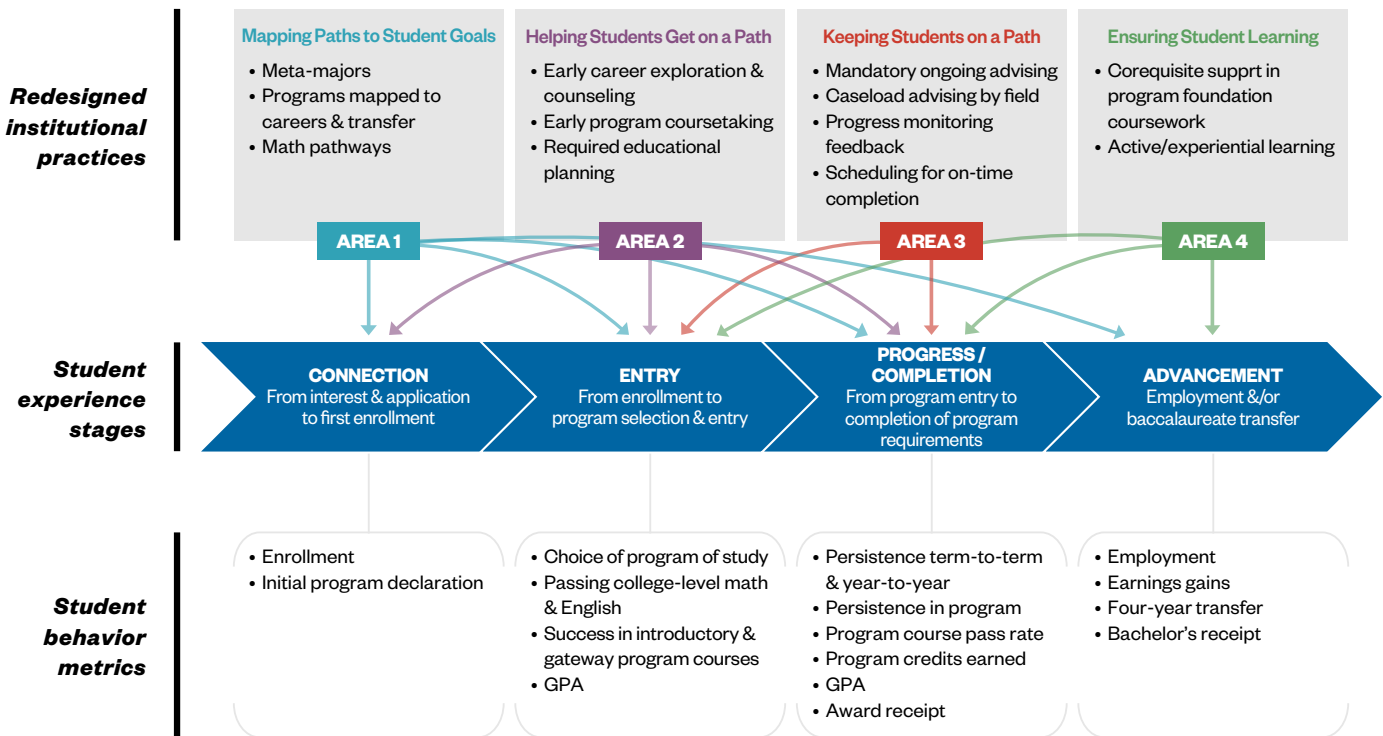 Redesigned
institutional
practices
Mapping Paths to Student Goals
• Meta-majors
• Programs mapped to
careers & transfer
• Math pathways
AREA 1
Helping Students Get on a Path
• Early career exploration &
counseling
• Early program coursetaking
• Required educational
planning
AREA 2
Keeping Students on a Path
• Mandatory ongoing advising
• Caseload advising by field
• Progress monitoring
feedback
• Scheduling for on-time
completion
AREA 3
Ensuring Student Learning
• Corequisite supprt in
program foundation
coursework
• Active/experiential learning
AREA 4
Student
experience
stages
CONNECTION
From interest & application
to first enrollment
ENTRY
From enrollment to
program selection & entry
PROGRESS /
COMPLETION
From program entry to
completion of program
requirements
ADVANCEMENT
Employment &/or
baccalaureate transfer
Student
behavior
metrics
• Enrollment
• Initial program declaration
• Choice of program of study
• Passing college-level math
& English
• Success in introductory &
gateway program courses
• GPA
• Persistence term-to-term
& year-to-year
• Persistence in program
• Program course pass rate
• Program credits earned
• GPA
• Award receipt
• Employment
• Earnings gains
• Four-year transfer
• Bachelor's receipt